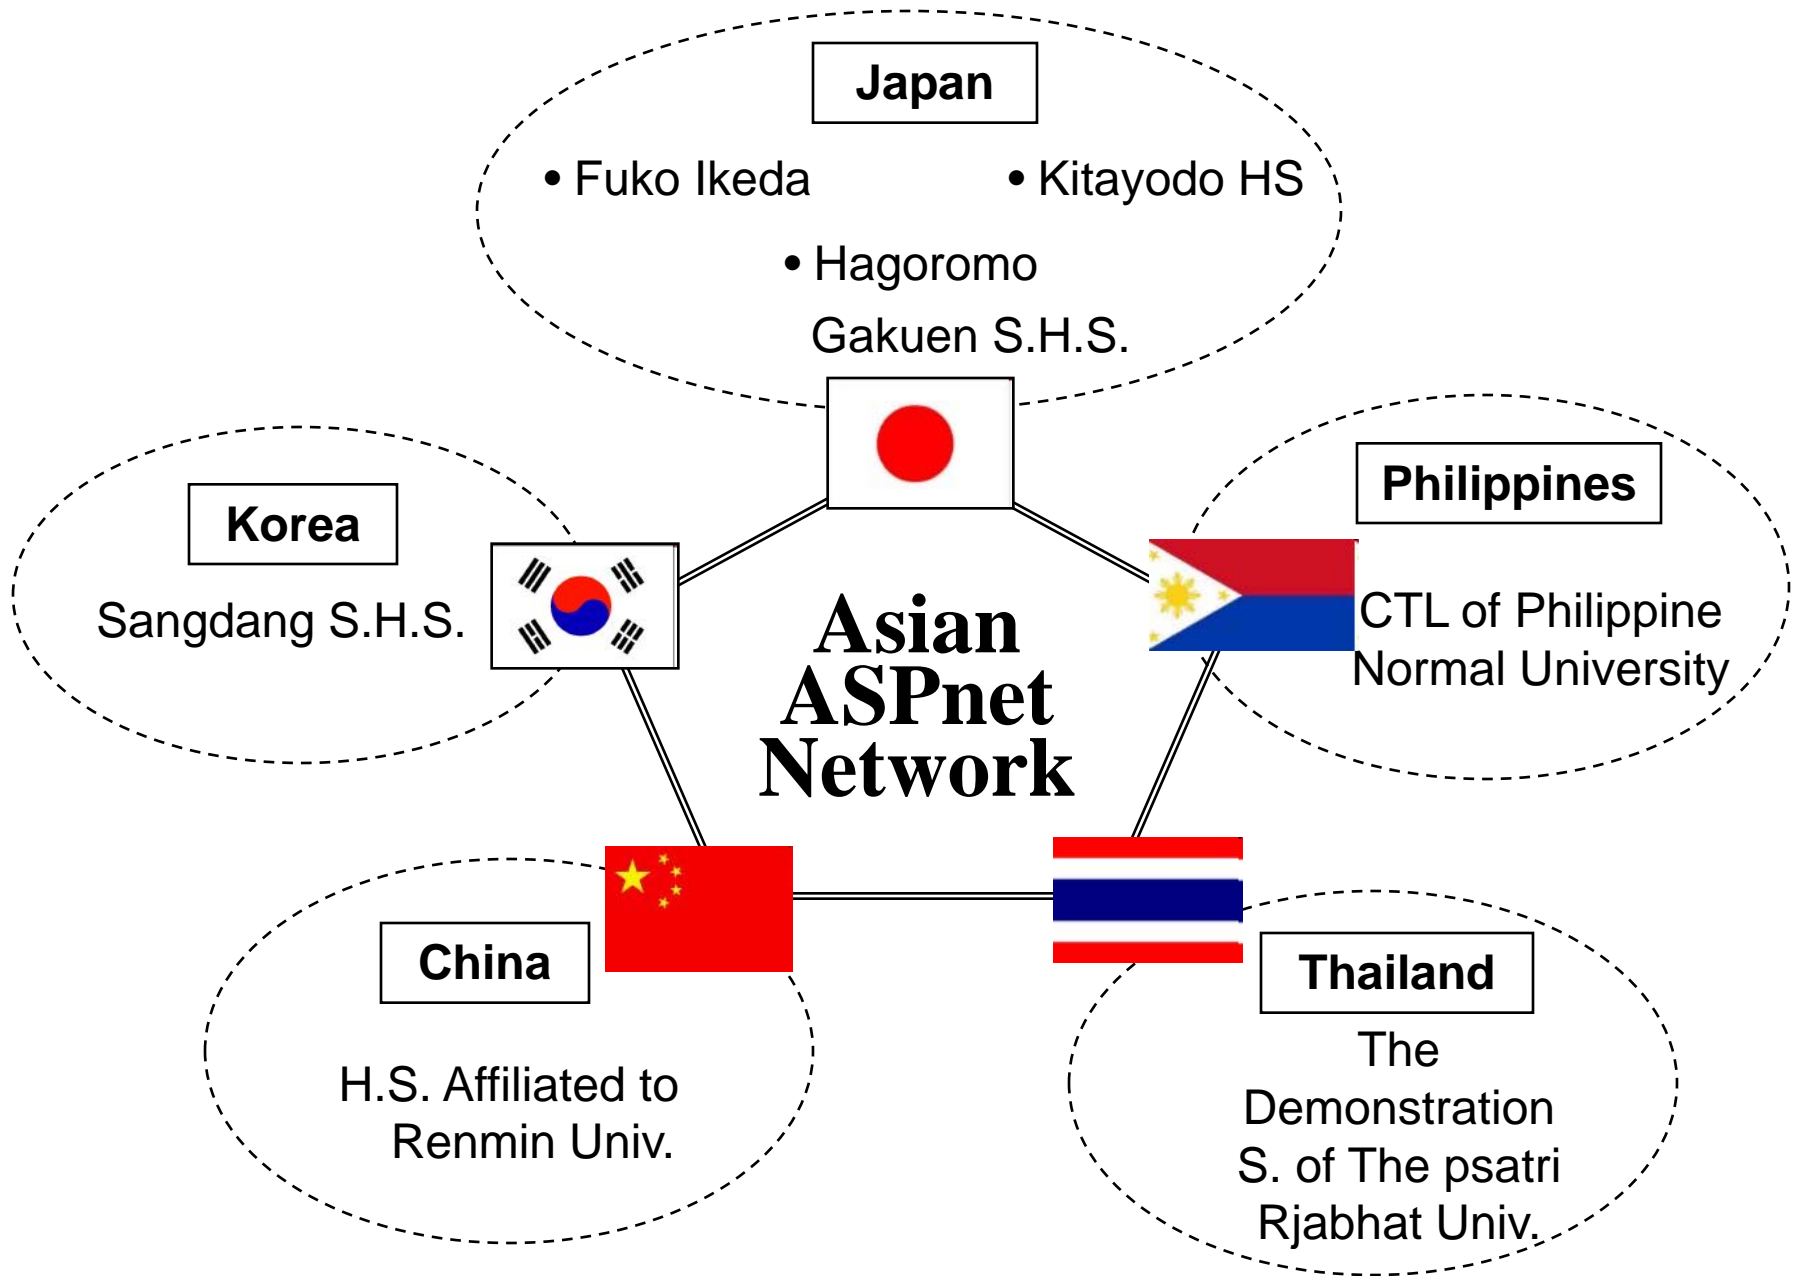 Japan
• Fuko Ikeda
• Kitayodo HS
• Hagoromo
Gakuen S.H.S.
Korea
Sangdang S.H.S.
Philippines
CTL of Philippine
Normal University
Asian
ASPnet
Network
China
H.S. Affiliated to
Renmin Univ.
Thailand
The
Demonstration
S. of The psatri
Rjabhat Univ.